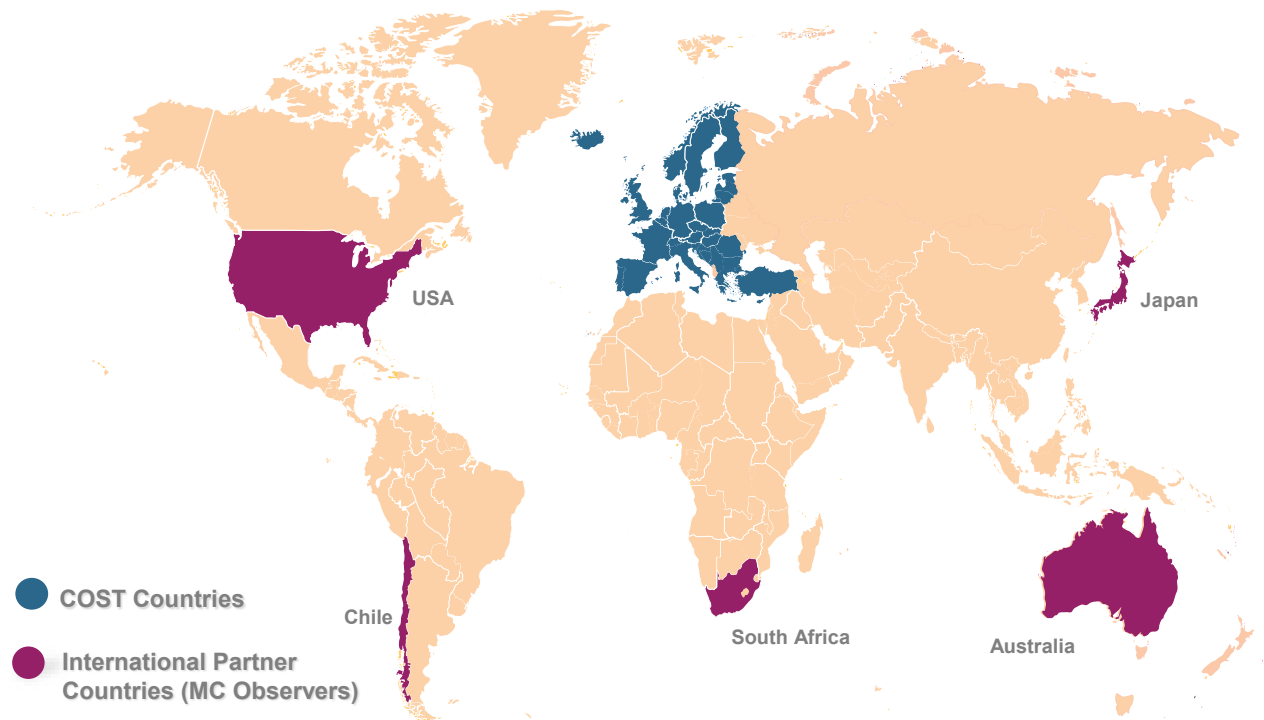 USA
Japan
COST Countries
Chile
South Africa
Australia
International Partner
Countries (MC Observers)